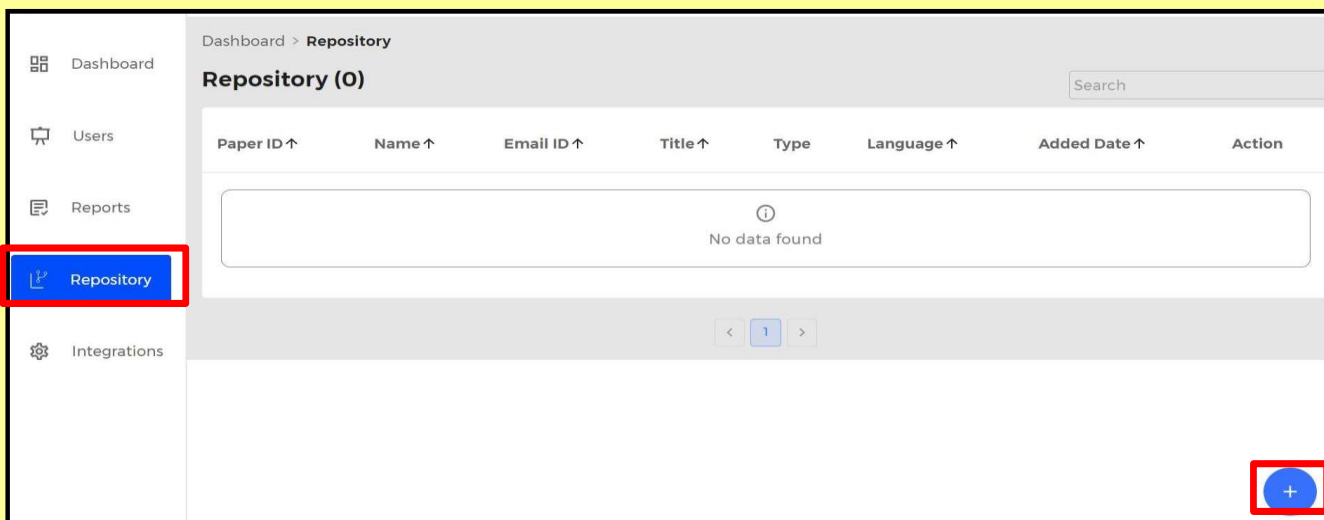 Dashboard
Users
Reports
Repository
Integrations
Dashboard > Repository
Repository (0)
Search
Paper ID↑ Name↑ Email ID↑ Title↑ Type Language↑ Added Date↑ Action
No data found
< 1 >
+